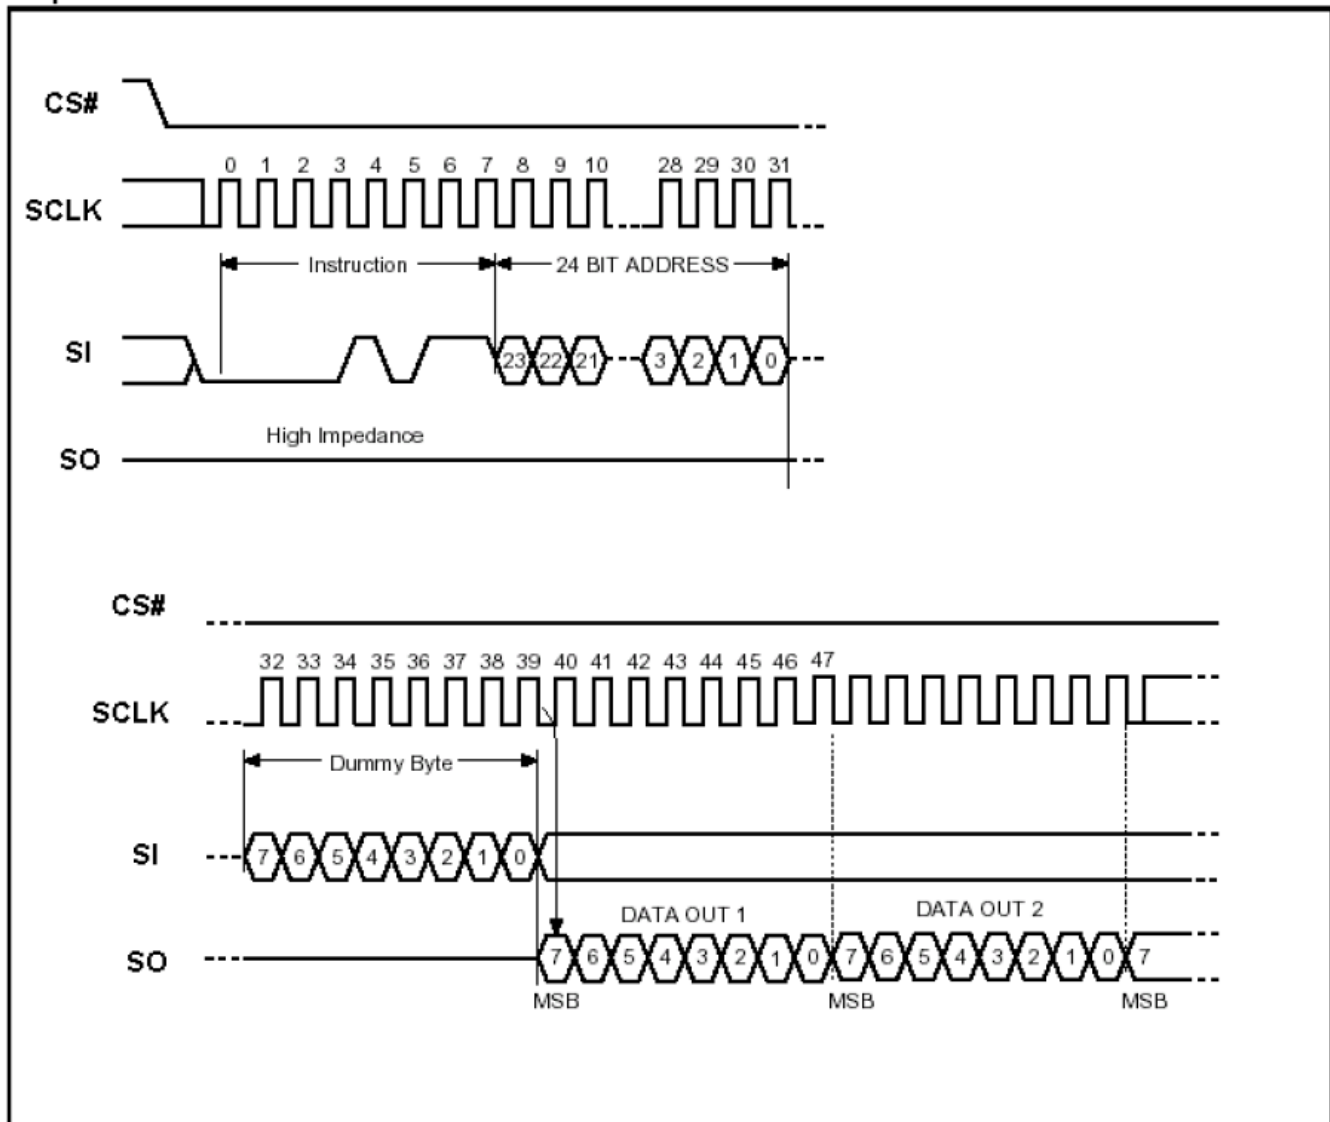 CS#
0 1 2 3 4 5 6 7 8 9 10 28 29 30 31
SCLK
Instruction 24 BIT ADDRESS
SI
23 22 21 3 2 1 0
High Impedance
SO
CS#
32 33 34 35 36 37 38 39 40 41 42 43 44 45 46 47
SCLK
Dummy Byte
SI
7 6 5 4 3 2 1 0
DATA OUT 1 DATA OUT 2
SO
7 6 5 4 3 2 1 0 7 6 5 4 3 2 1 0 7
MSB MSB MSB